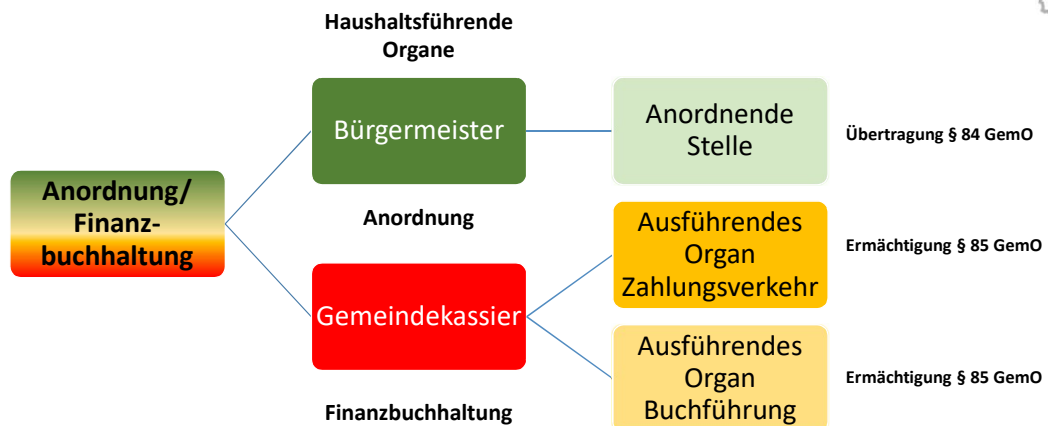 Haushaltsführende
Organe
Bürgermeister
Anordnende
Stelle
Übertragung § 84 GemO
Anordnung/
Finanz-
buchhaltung
Anordnung
Ausführendes
Organ
Zahlungsverkehr
Ermächtigung § 85 GemO
Gemeindekassier
Ausführendes
Organ
Buchführung
Ermächtigung § 85 GemO
Finanzbuchhaltung